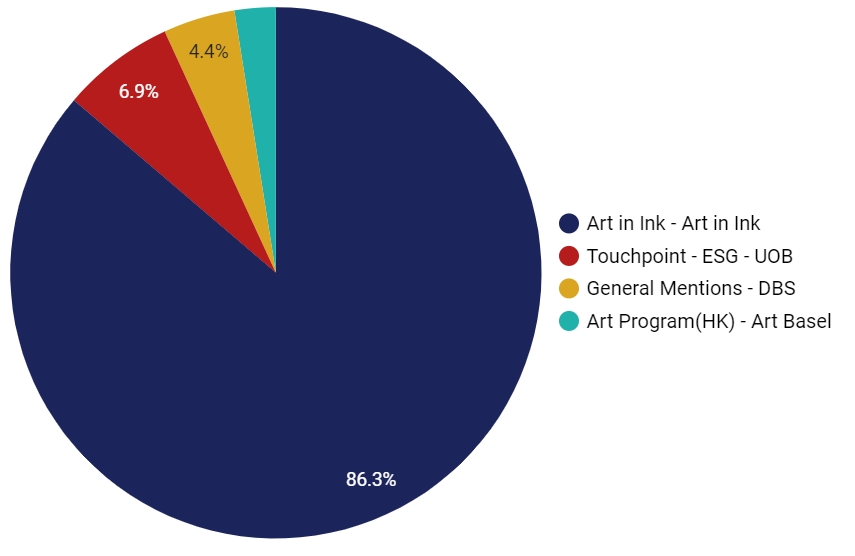 4.4%
6.9%
86.3%
Art in Ink - Art in Ink
Touchpoint - ESG - UOB
General Mentions - DBS
Art Program(HK) - Art Basel